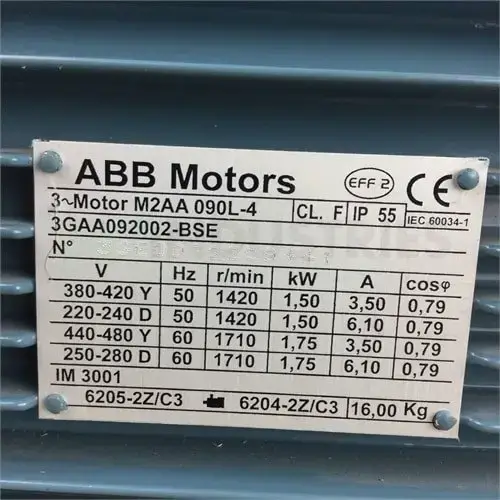 ABB Motors EFF 2 CE
3~Motor M2AA 090L-4 CL. F IP 55 IEC 60034-1
3GAA092002-BSE
N°
V Hz r/min kW A cosφ
380-420 Y 50 1420 1,50 3,50 0,79
220-240 D 50 1420 1,50 6,10 0,79
440-480 Y 60 1710 1,75 3,50 0,79
250-280 D 60 1710 1,75 6,10 0,79
IM 3001
6205-2Z/C3 6204-2Z/C3 16,00 Kg